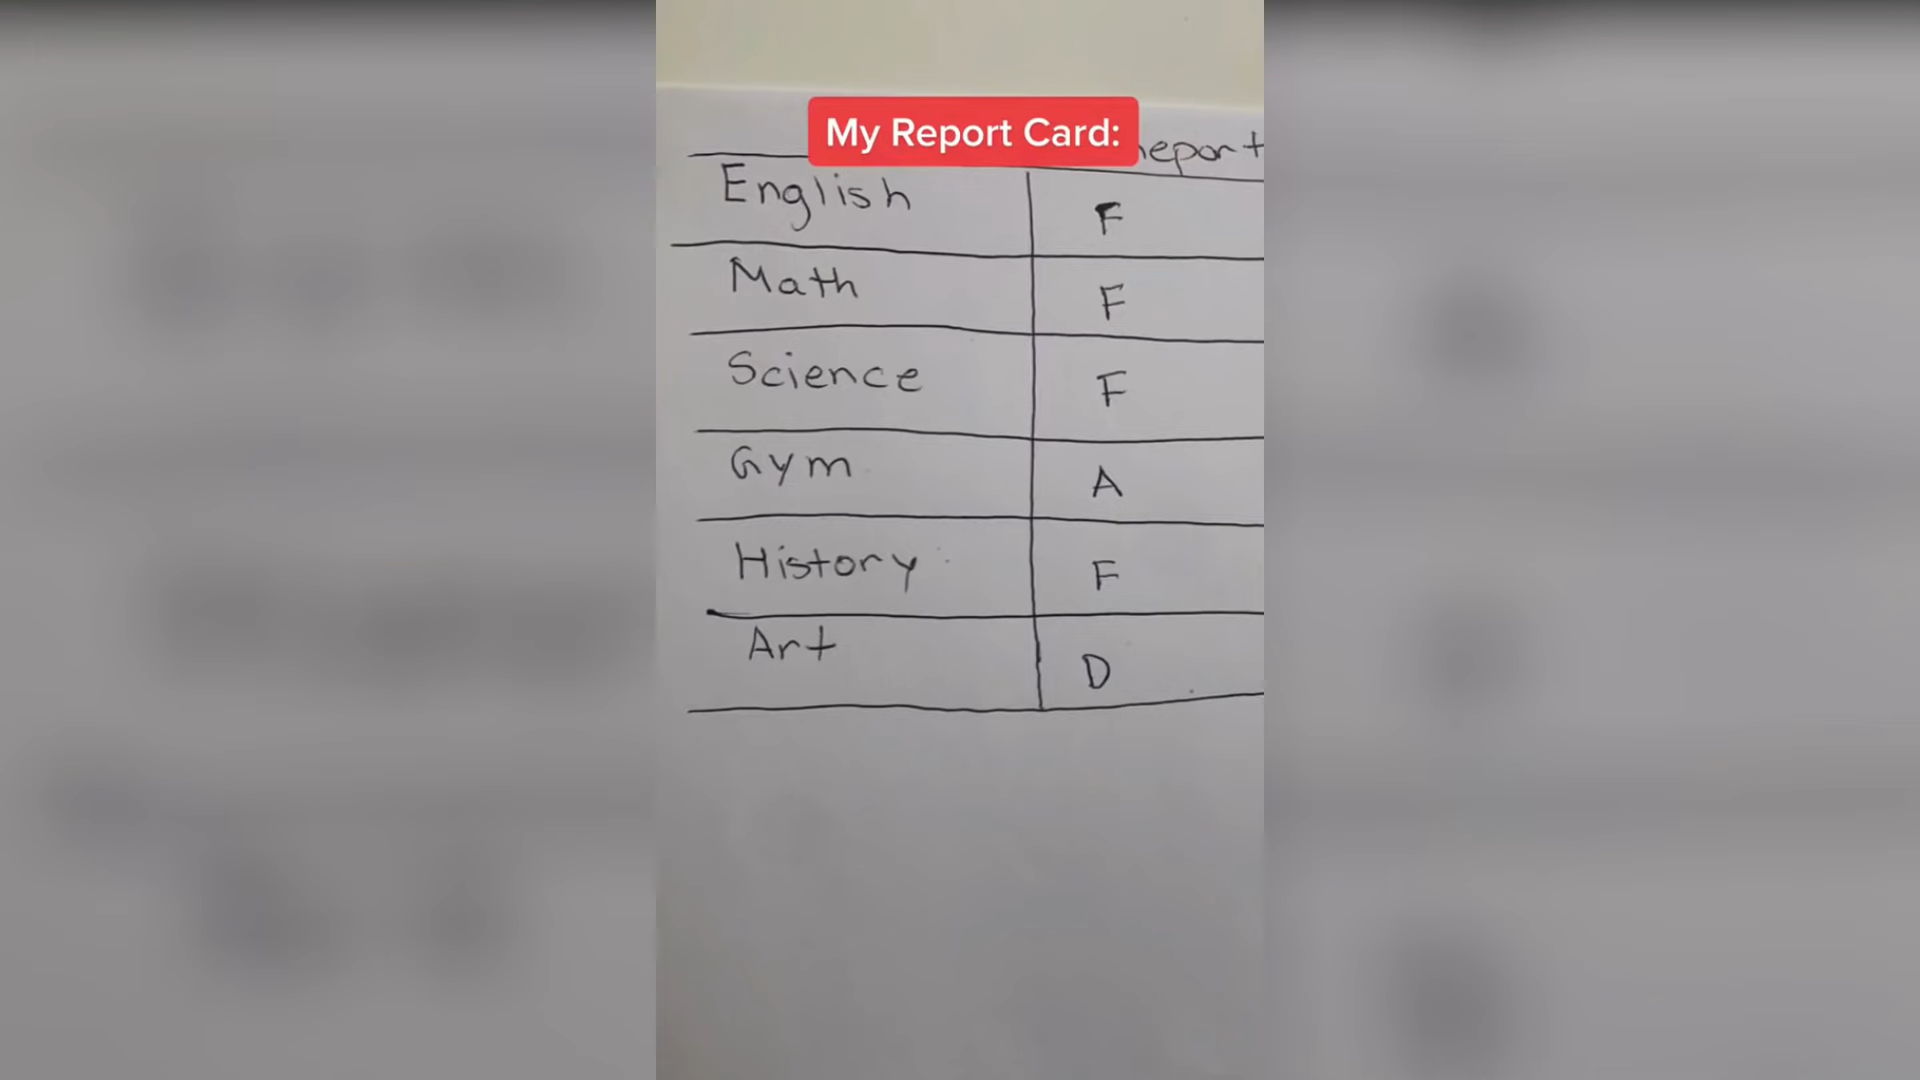 My Report Card:
English F
Math F
Science F
Gym A
History F
Art D